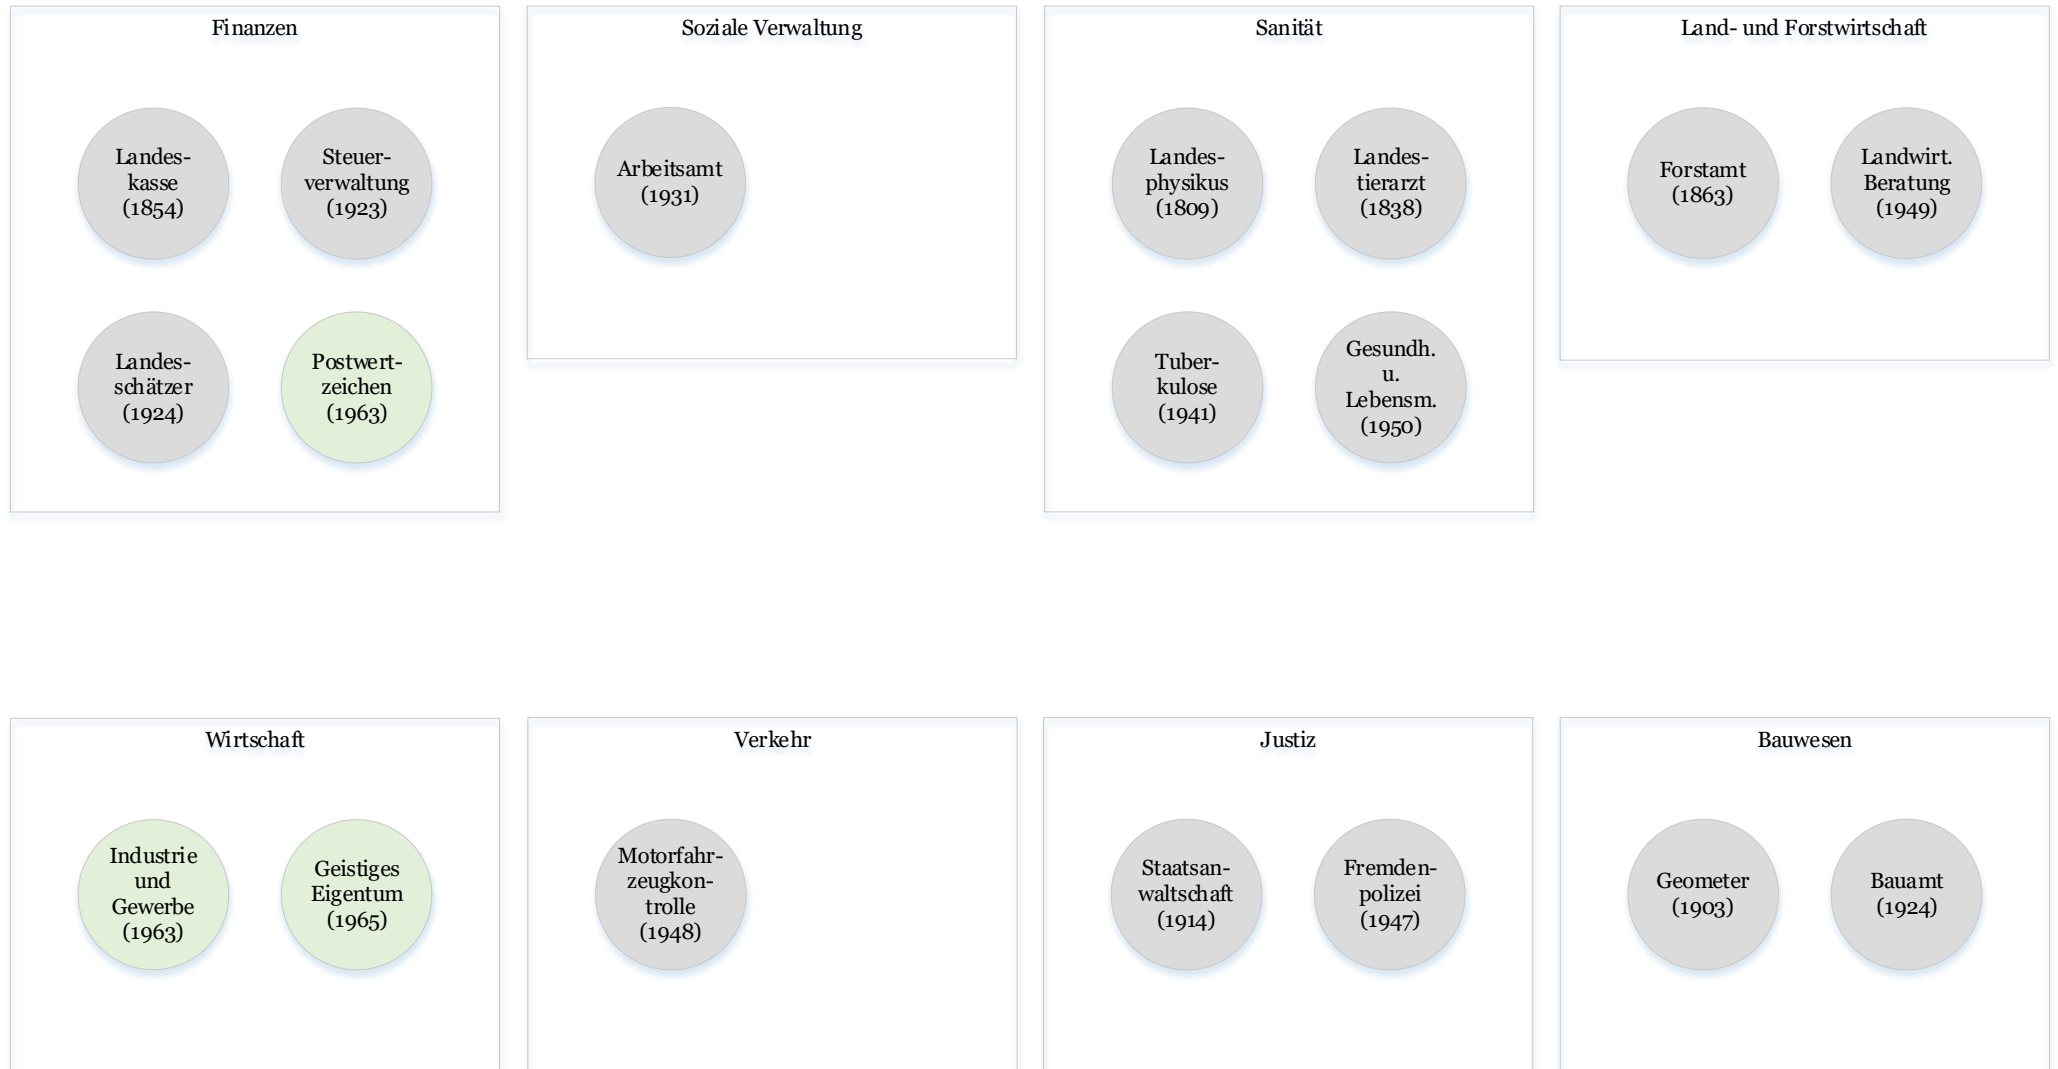 Finanzen
Landes-
kasse
(1854)
Steuer-
verwaltung
(1923)
Landes-
schätzer
(1924)
Postwert-
zeichen
(1963)
Soziale Verwaltung
Arbeitsamt
(1931)
Sanität
Landes-
physikus
(1809)
Landes-
tierarzt
(1838)
Tuber-
kulose
(1941)
Gesundh.
u.
Lebensm.
(1950)
Land- und Forstwirtschaft
Forstamt
(1863)
Landwirt.
Beratung
(1949)
Wirtschaft
Industrie
und
Gewerbe
(1963)
Geistiges
Eigentum
(1965)
Verkehr
Motorfahr-
zeugkon-
trolle
(1948)
Justiz
Staatsan-
waltschaft
(1914)
Fremden-
polizei
(1947)
Bauwesen
Geometer
(1903)
Bauamt
(1924)